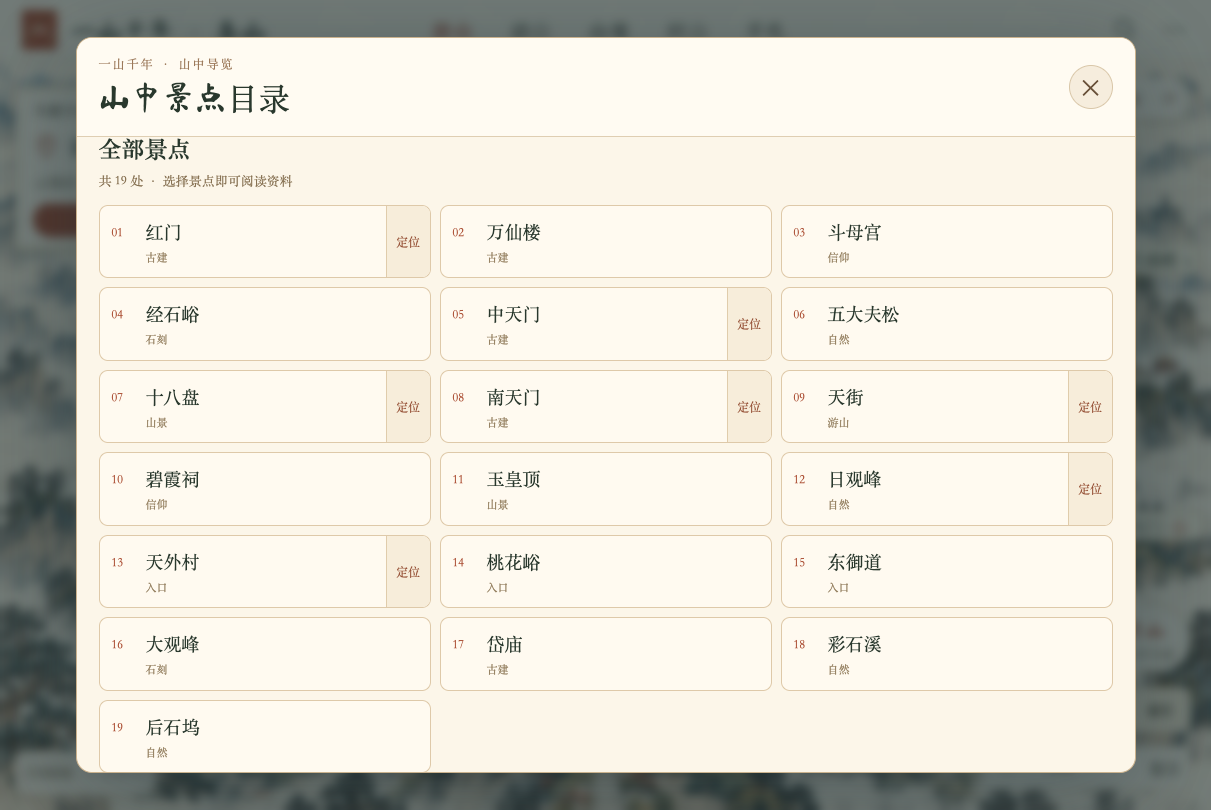 一山千年 · 山中导览
山中景点目录
全部景点
共 19 处 · 选择景点即可阅读资料
01 红门 古建 定位
02 万仙楼 古建
03 斗母宫 信仰
04 经石峪 石刻
05 中天门 古建 定位
06 五大夫松 自然
07 十八盘 山景 定位
08 南天门 古建 定位
09 天街 游山 定位
10 碧霞祠 信仰
11 玉皇顶 山景
12 日观峰 自然 定位
13 天外村 入口 定位
14 桃花峪 入口
15 东御道 入口
16 大观峰 石刻
17 岱庙 古建
18 彩石溪 自然
19 后石坞 自然